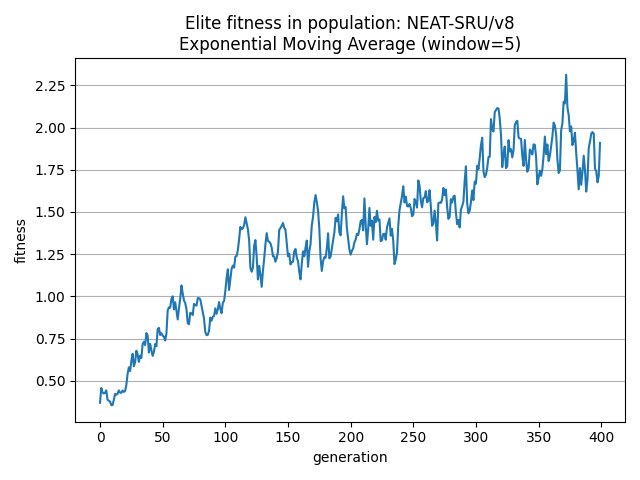 Elite fitness in population: NEAT-SRU/v8
Exponential Moving Average (window=5)
fitness
2.25
2.00
1.75
1.50
1.25
1.00
0.75
0.50
0 50 100 150 200 250 300 350 400
generation